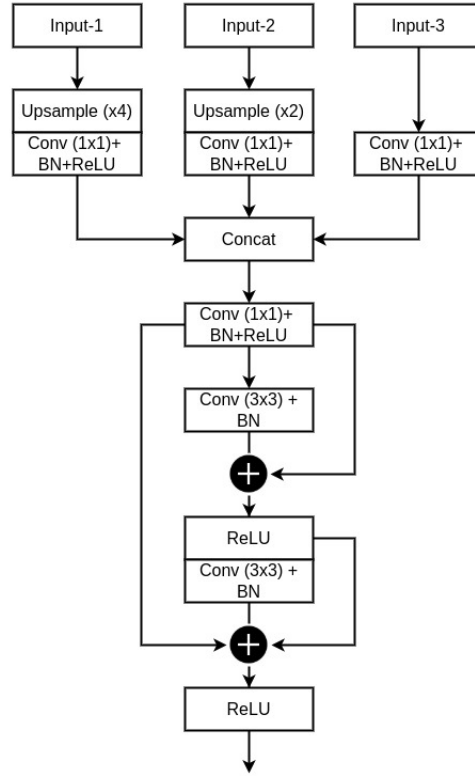 Input-1
Input-2
Input-3
Upsample (x4)
Upsample (x2)
Conv (1x1)+
BN+ReLU
Conv (1x1)+
BN+ReLU
Conv (1x1)+
BN+ReLU
Concat
Conv (1x1)+
BN+ReLU
Conv (3x3) +
BN
ReLU
Conv (3x3) +
BN
ReLU